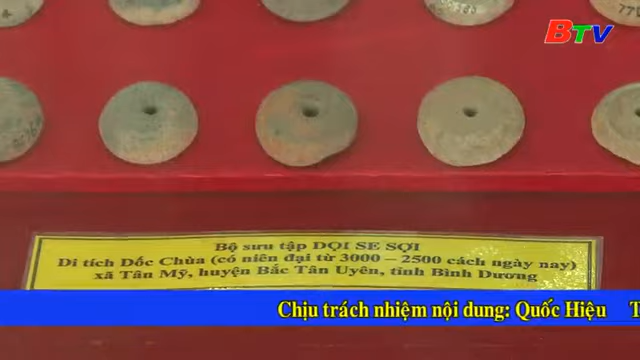 BTV
Bộ sưu tập DỌI SE SỢI
Di tích Dốc Chùa (có niên đại từ 3000 – 2500 cách ngày nay)
xã Tân Mỹ, huyện Bắc Tân Uyên, tỉnh Bình Dương
Chịu trách nhiệm nội dung: Quốc Hiệu T